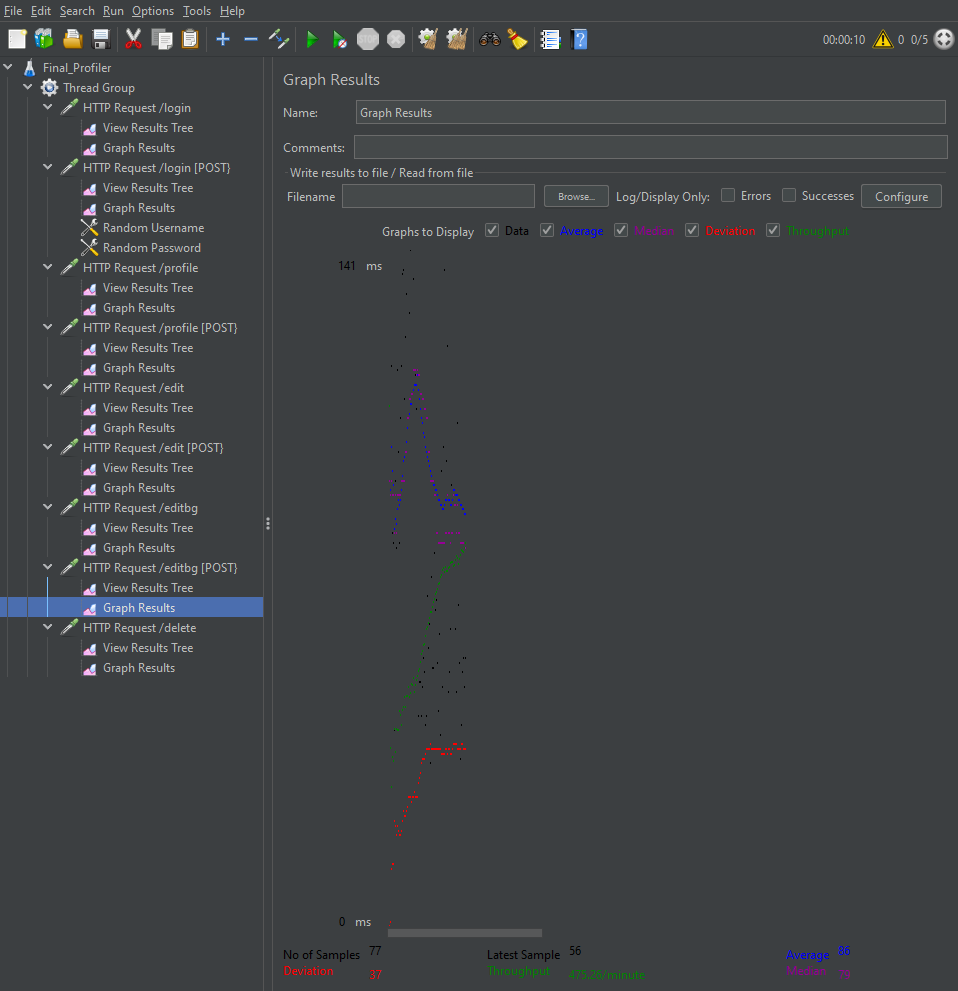 File Edit Search Run Options Tools Help
00:00:10 0 0/5
Final_Profiler
Thread Group
HTTP Request /login
View Results Tree
Graph Results
HTTP Request /login [POST}
View Results Tree
Graph Results
Random Username
Random Password
HTTP Request /profile
View Results Tree
Graph Results
HTTP Request /profile [POST}
View Results Tree
Graph Results
HTTP Request /edit
View Results Tree
Graph Results
HTTP Request /edit [POST}
View Results Tree
Graph Results
HTTP Request /editbg
View Results Tree
Graph Results
HTTP Request /editbg [POST}
View Results Tree
Graph Results
HTTP Request /delete
View Results Tree
Graph Results
Graph Results
Name: Graph Results
Comments:
Write results to file / Read from file
Filename Browse... Log/Display Only: Errors Successes Configure
Graphs to Display Data Average Median Deviation Throughput
141 ms
0 ms
No of Samples 77 Latest Sample 56 Average 86
Deviation 37 Throughput 475.26/minute Median